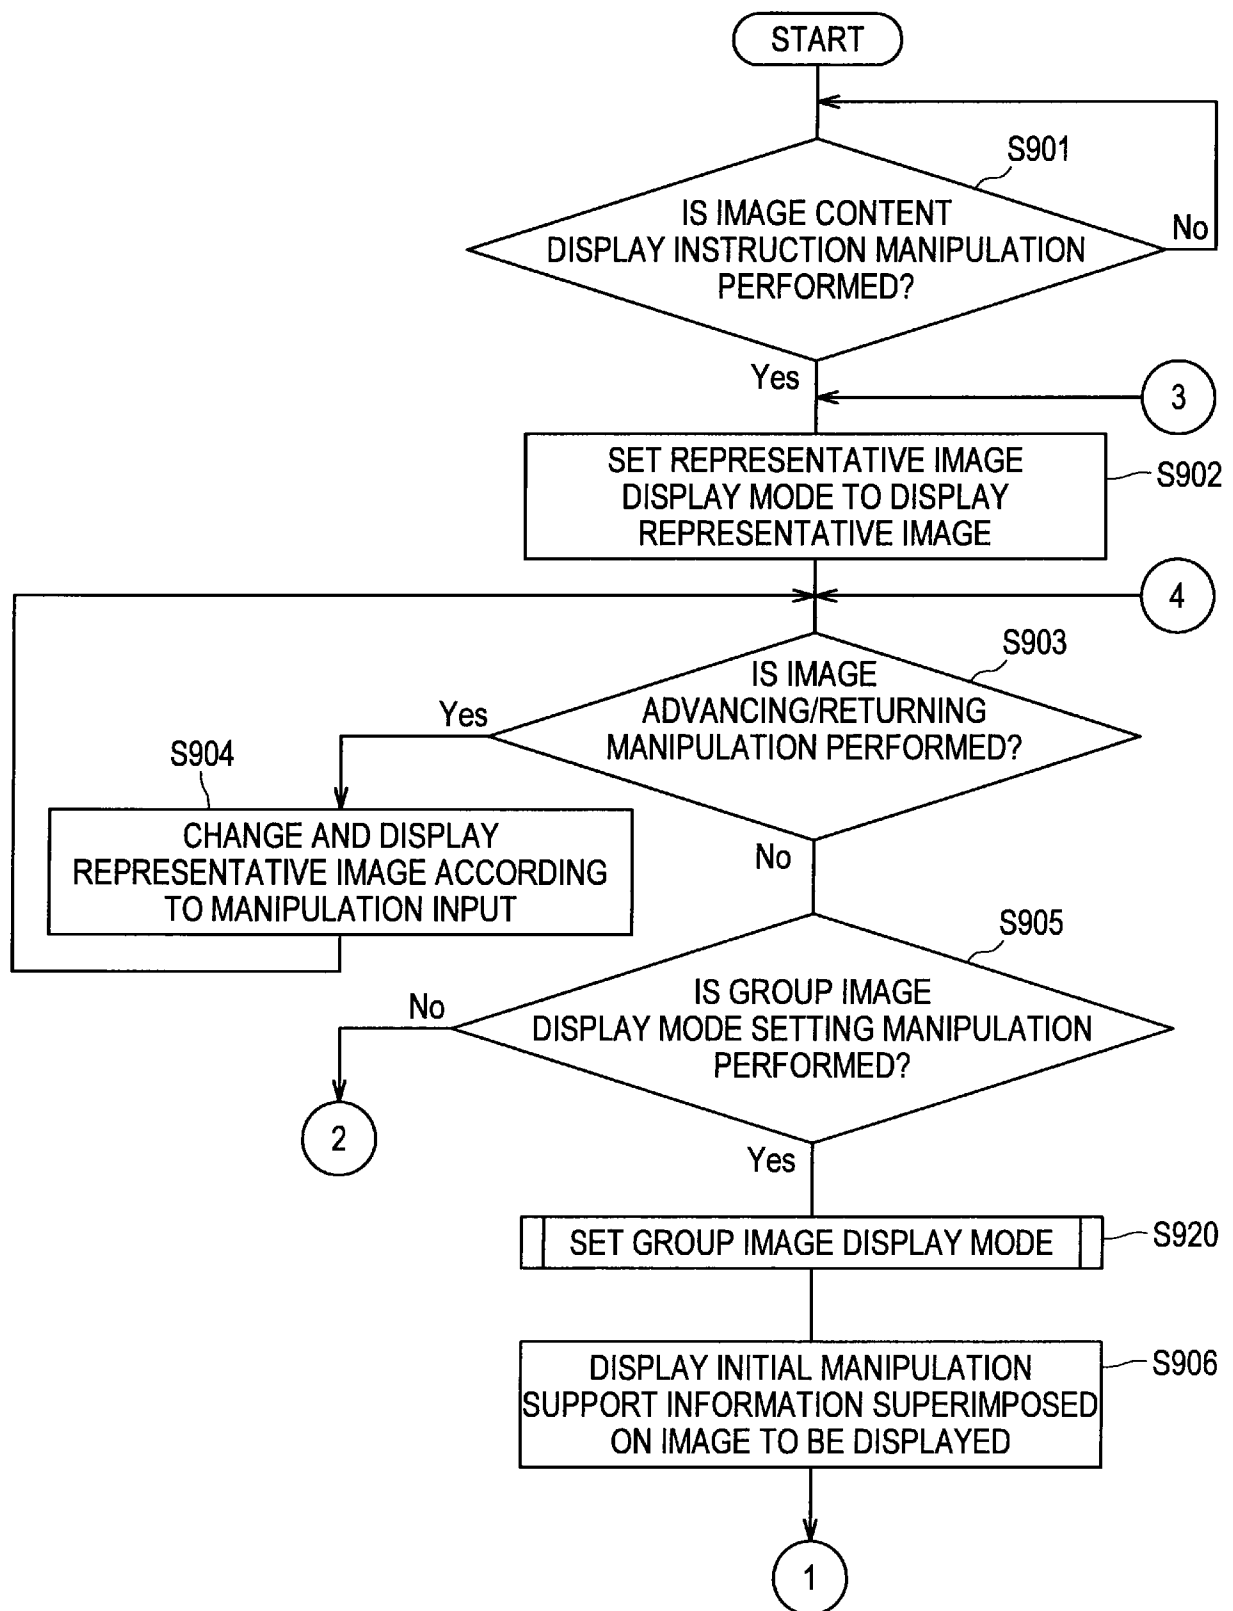 START
S901
IS IMAGE CONTENT
DISPLAY INSTRUCTION MANIPULATION
PERFORMED?
No
Yes
3
SET REPRESENTATIVE IMAGE
DISPLAY MODE TO DISPLAY
REPRESENTATIVE IMAGE
S902
4
S903
IS IMAGE
ADVANCING/RETURNING
MANIPULATION PERFORMED?
Yes
S904
CHANGE AND DISPLAY
REPRESENTATIVE IMAGE ACCORDING
TO MANIPULATION INPUT
No
S905
IS GROUP IMAGE
DISPLAY MODE SETTING MANIPULATION
PERFORMED?
No
2
Yes
SET GROUP IMAGE DISPLAY MODE
S920
DISPLAY INITIAL MANIPULATION
SUPPORT INFORMATION SUPERIMPOSED
ON IMAGE TO BE DISPLAYED
S906
1